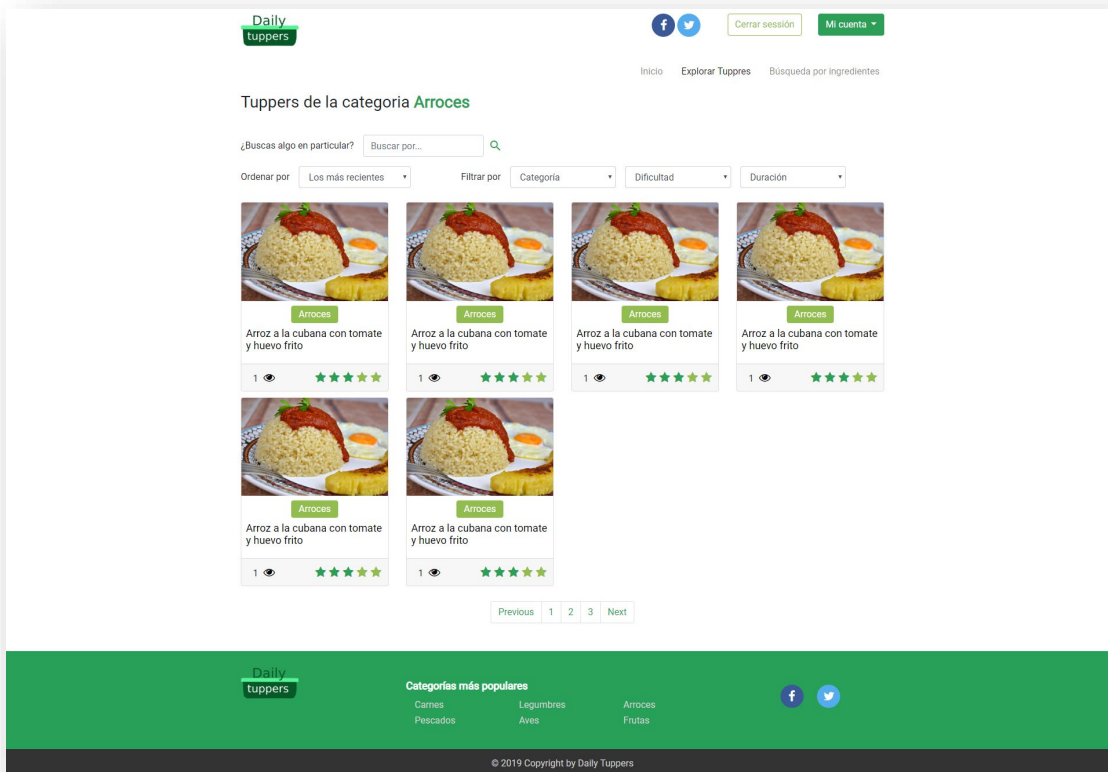 Daily
tuppers
f
Cerrar sessión
Mi cuenta
Inicio Explorar Tuppres Búsqueda por ingredientes
Tuppers de la categoria Arroces
¿Buscas algo en particular? Buscar por...
Ordenar por Los más recientes Filtrar por Categoria Dificultad Duración
Arroces Arroces Arroces Arroces
Arroz a la cubana con tomate
y huevo frito
Arroz a la cubana con tomate
y huevo frito
Arroz a la cubana con tomate
y huevo frito
Arroz a la cubana con tomate
y huevo frito
1 1 1 1
Arroces Arroces
Arroz a la cubana con tomate
y huevo frito
Arroz a la cubana con tomate
y huevo frito
1 1
Previous 1 2 3 Next
Daily
tuppers
Categorías más populares
Carnes Legumbres Arroces
Pescados Aves Frutas
f
© 2019 Copyright by Daily Tuppers